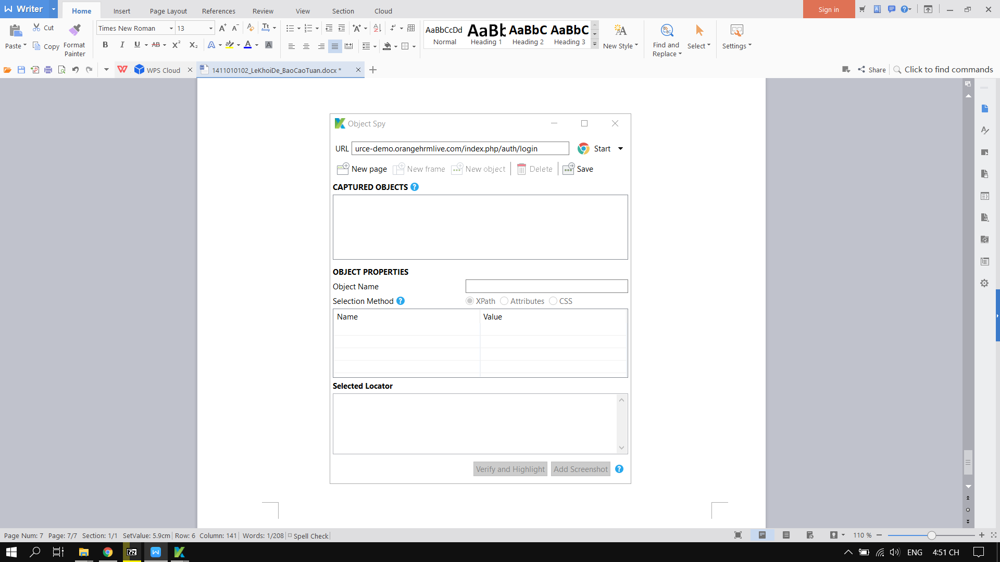 Writer
Home
Insert
Page Layout
References
Review
View
Section
Cloud
Sign in
Paste
Cut
Copy
Format
Painter
Times New Roman
13
AaBbCcDd
Normal
AaBb
Heading 1
AaBbC
Heading 2
AaBbC
Heading 3
New Style
Find and
Replace
Select
Settings
WPS Cloud
1411010102_LeKhoiDe_BaoCaoTuan.docx *
Share
Click to find commands
Object Spy
URL
urce-demo.orangehrmlive.com/index.php/auth/login
Start
New page
New frame
New object
Delete
Save
CAPTURED OBJECTS
OBJECT PROPERTIES
Object Name
Selection Method
XPath
Attributes
CSS
Name
Value
Selected Locator
Verify and Highlight
Add Screenshot
Page Num: 7 Page: 7/7 Section: 1/1 SetValue: 5.9cm Row: 6 Column: 141 Words: 1/208 Spell Check
110 %
ENG
4:51 CH